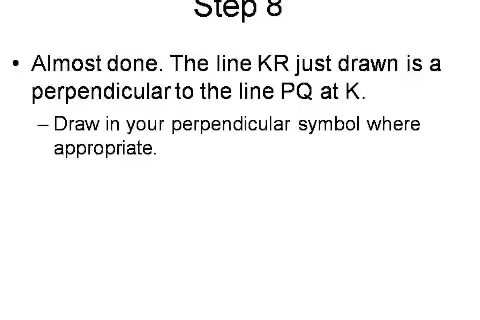 Step 8
• Almost done. The line KR just drawn is a
perpendicular to the line PQ at K.
– Draw in your perpendicular symbol where
appropriate.